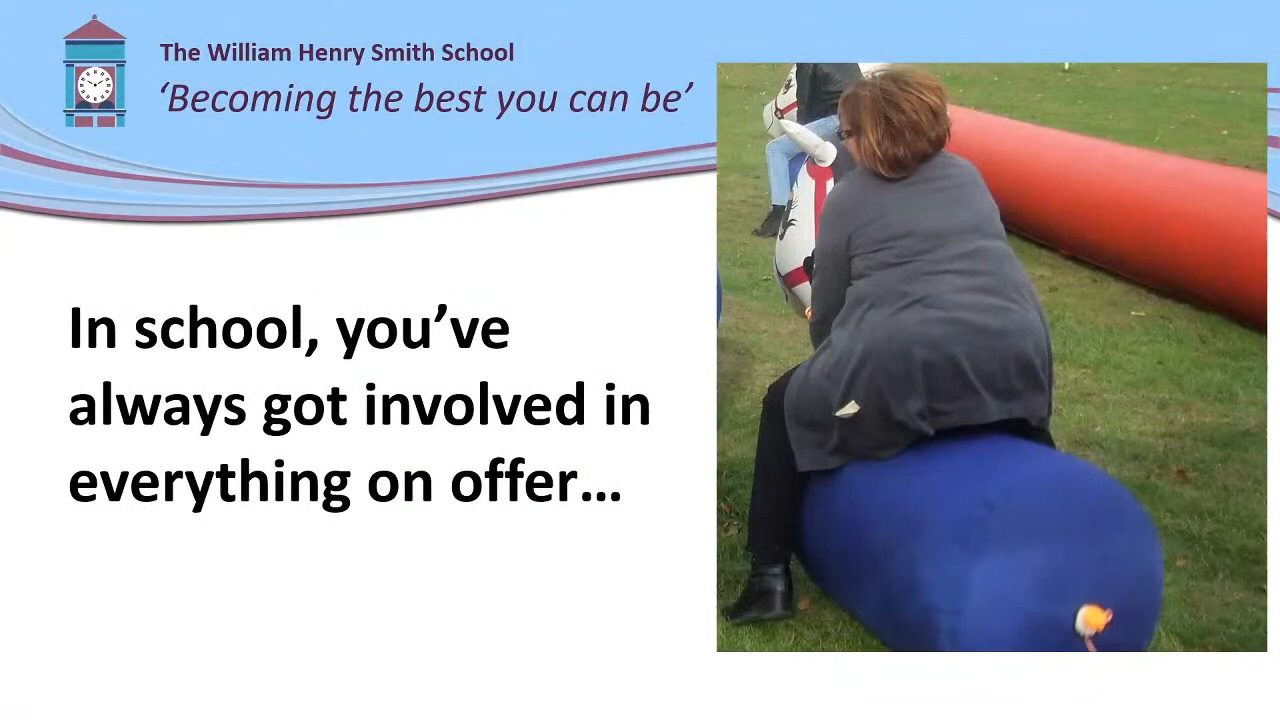 The William Henry Smith School
‘Becoming the best you can be’
In school, you’ve
always got involved in
everything on offer…